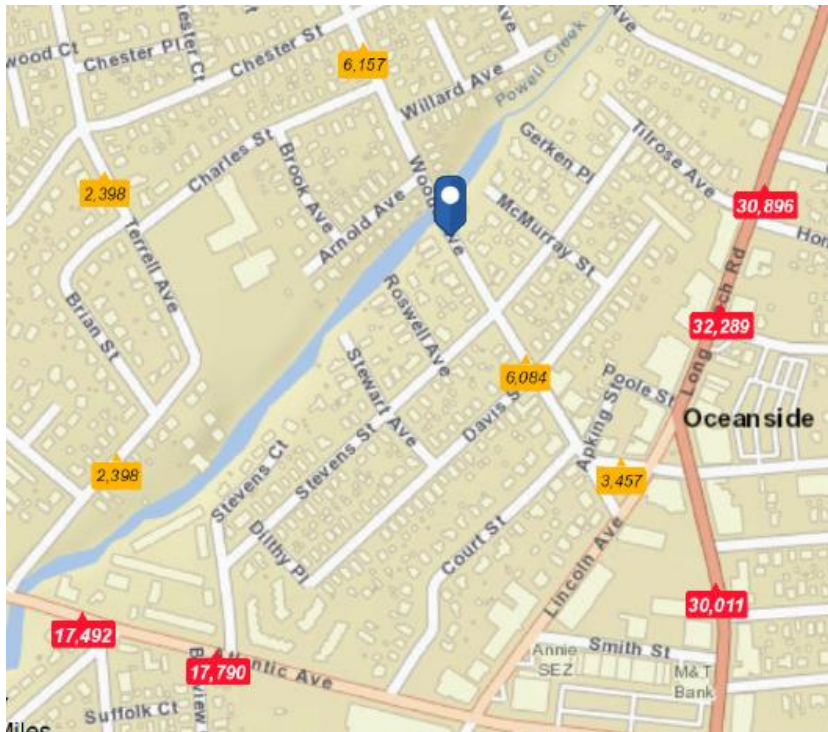 Ave
wood Ct
Chester Pl
Chester Ct
Chester St
6,157
Willard Ave
Powell Creek
Charles St
Gerken Pl
Tilrose Ave
Brook Ave
2,398
Arnold Ave
McMurray St
30,896
Terrell Ave
Brian St
Roswell Ave
32,289
Stewart Ave
6,084
Poole St
Oceanside
Davis
Apking St
Stevens St
Stevens Ct
2,398
3,457
Dilthy Pl
Court St
Lincoln Ave
30,011
17,492
Atlantic Ave
17,790
Smith St
Annie
SEZ
M&T
Bank
Suffolk Ct
Miles